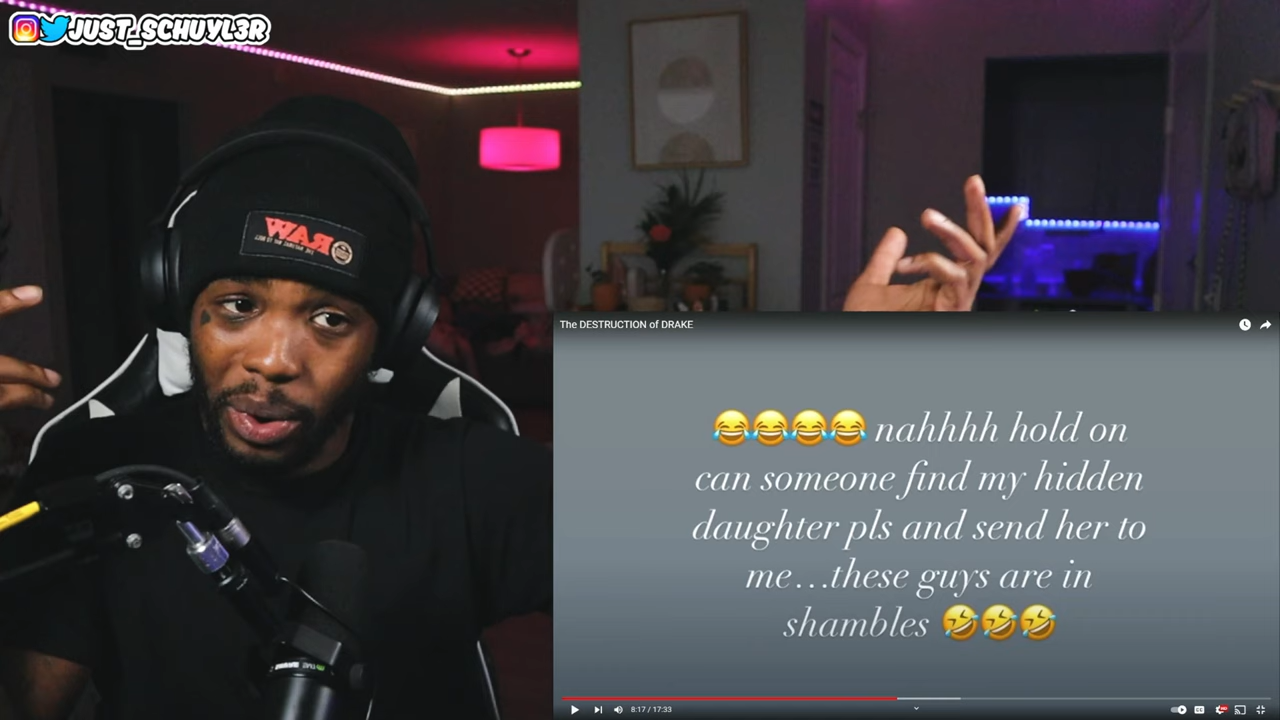 JUST_SCHUYL3R
RAW
The DESTRUCTION of DRAKE
😂😂😂😂 nahhhh hold on
can someone find my hidden
daughter pls and send her to
me...these guys are in
shambles 🤣🤣🤣
8:17 / 17:33